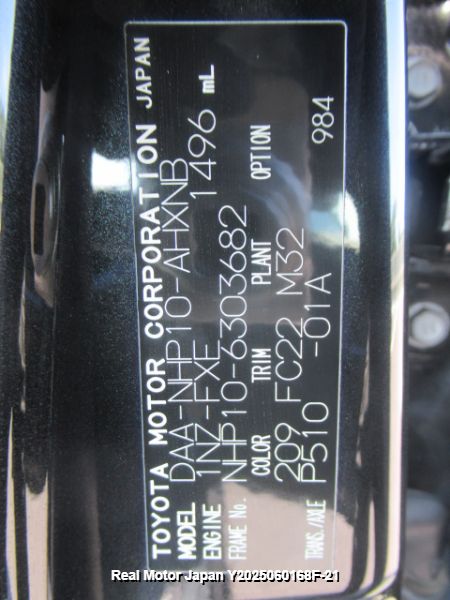 TOYOTA MOTOR CORPORATION JAPAN
MODEL DAA-NHP10-AHXNB
ENGINE 1NZ-FXE 1496 mL
FRAME No. NHP10-6303682
COLOR TRIM PLANT OPTION
209 FC22 M32 984
TRANS./AXLE P510 -01A
Real Motor Japan Y2025060168F-21